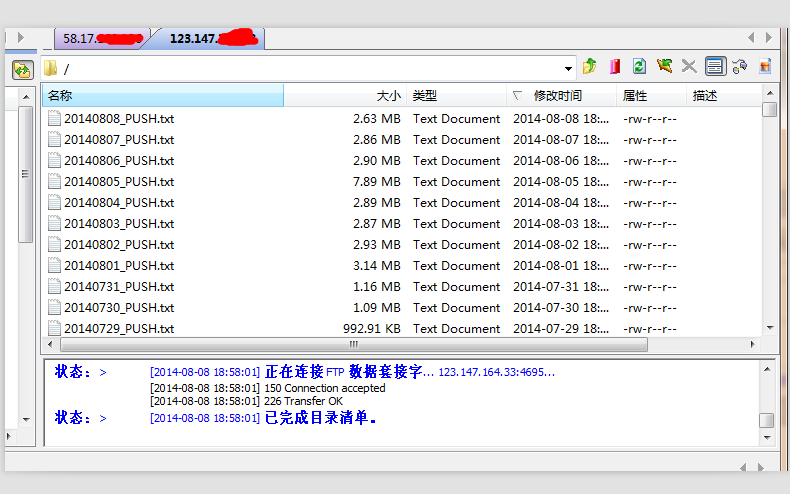 58.17.
123.147.
/
名称 大小 类型 修改时间 属性 描述
20140808_PUSH.txt 2.63 MB Text Document 2014-08-08 18:... -rw-r--r--
20140807_PUSH.txt 2.86 MB Text Document 2014-08-07 18:... -rw-r--r--
20140806_PUSH.txt 2.90 MB Text Document 2014-08-06 18:... -rw-r--r--
20140805_PUSH.txt 7.89 MB Text Document 2014-08-05 18:... -rw-r--r--
20140804_PUSH.txt 2.89 MB Text Document 2014-08-04 18:... -rw-r--r--
20140803_PUSH.txt 2.87 MB Text Document 2014-08-03 18:... -rw-r--r--
20140802_PUSH.txt 2.93 MB Text Document 2014-08-02 18:... -rw-r--r--
20140801_PUSH.txt 3.14 MB Text Document 2014-08-01 18:... -rw-r--r--
20140731_PUSH.txt 1.16 MB Text Document 2014-07-31 18:... -rw-r--r--
20140730_PUSH.txt 1.09 MB Text Document 2014-07-30 18:... -rw-r--r--
20140729_PUSH.txt 992.91 KB Text Document 2014-07-29 18:... -rw-r--r--
状态：> [2014-08-08 18:58:01] 正在连接 FTP 数据套接字... 123.147.164.33:4695...
[2014-08-08 18:58:01] 150 Connection accepted
[2014-08-08 18:58:01] 226 Transfer OK
状态：> [2014-08-08 18:58:01] 已完成目录清单。